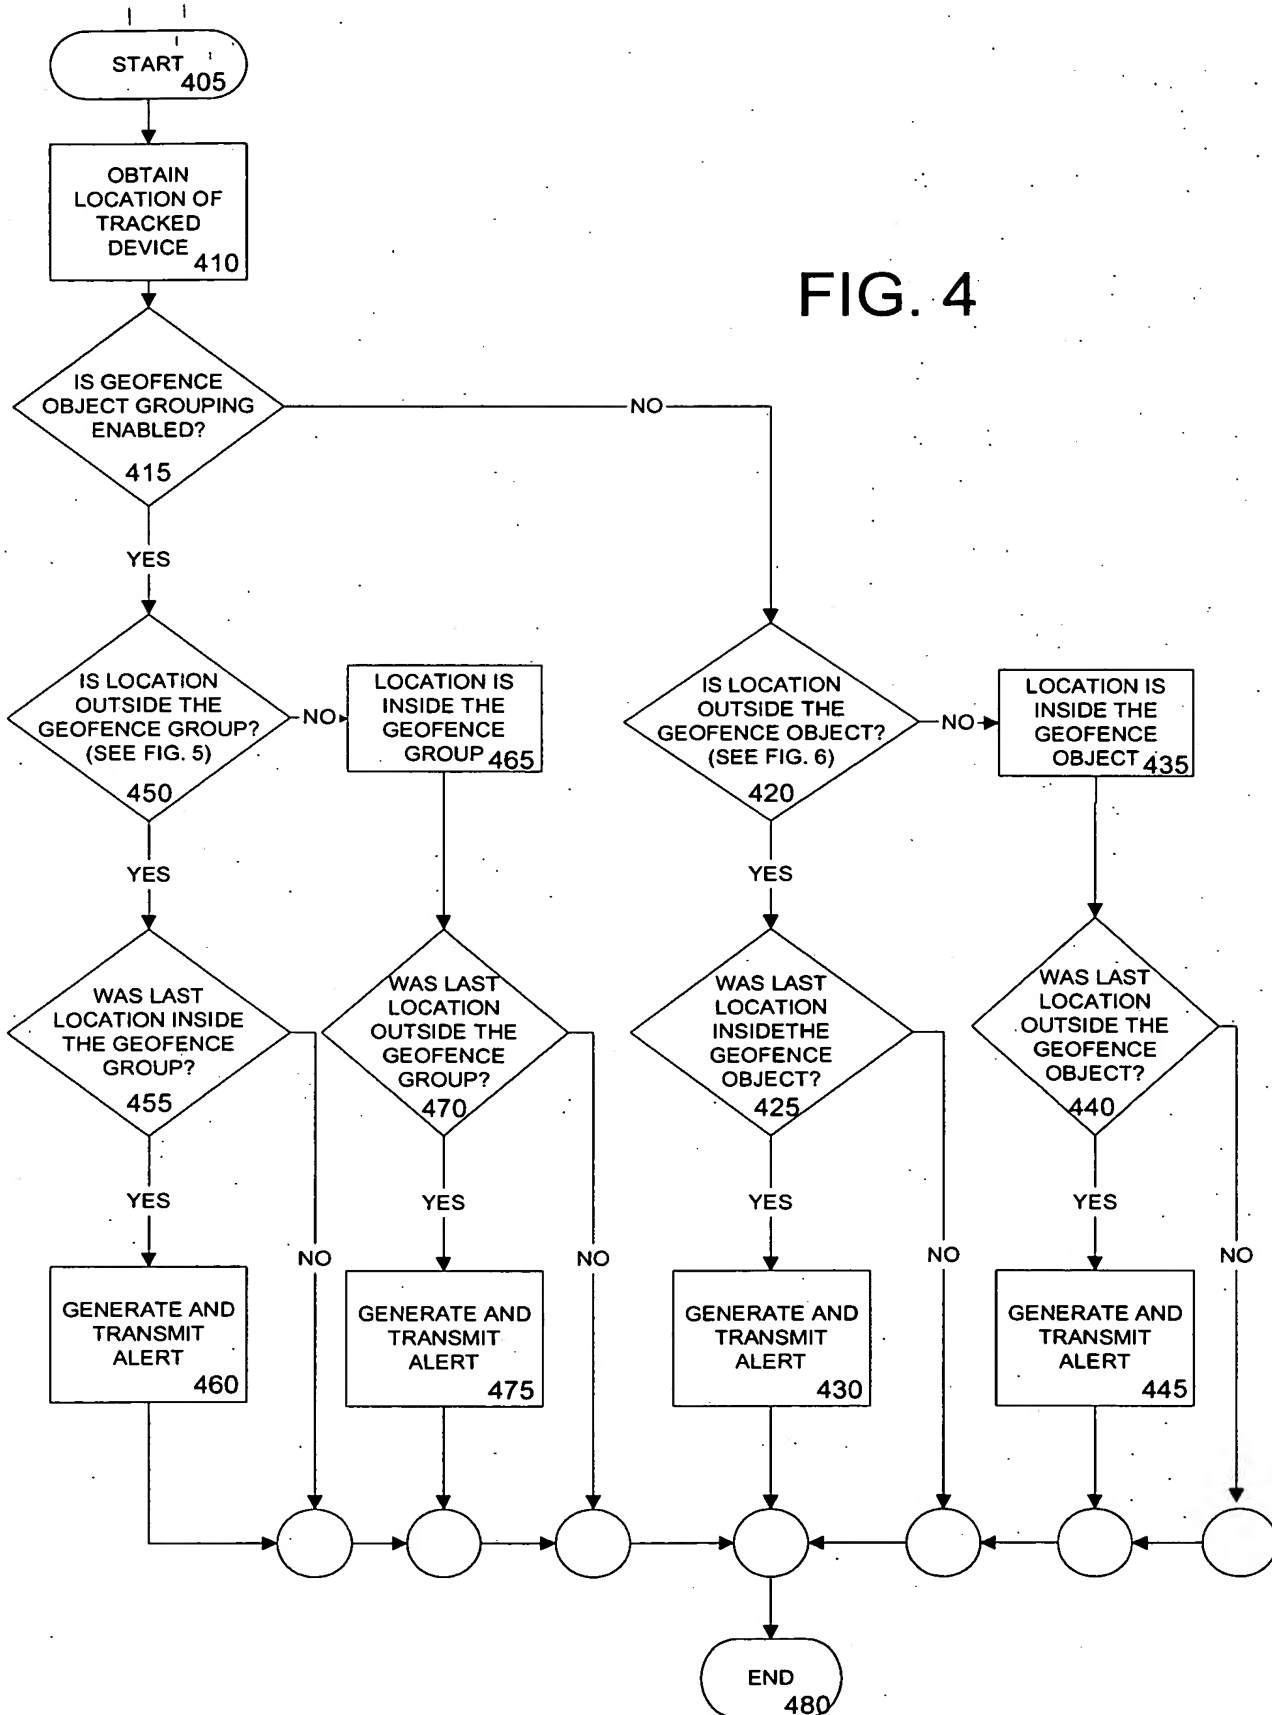 START
405
OBTAIN
LOCATION OF
TRACKED
DEVICE
410
FIG. 4
IS GEOFENCE
OBJECT GROUPING
ENABLED?
415
NO
YES
IS LOCATION
OUTSIDE THE
GEOFENCE GROUP?
(SEE FIG. 5)
450
NO
LOCATION IS
INSIDE THE
GEOFENCE
GROUP
465
IS LOCATION
OUTSIDE THE
GEOFENCE OBJECT?
(SEE FIG. 6)
420
NO
LOCATION IS
INSIDE THE
GEOFENCE
OBJECT
435
YES
YES
WAS LAST
LOCATION INSIDE
THE GEOFENCE
GROUP?
455
WAS LAST
LOCATION
OUTSIDE THE
GEOFENCE
GROUP?
470
WAS LAST
LOCATION
INSIDETHE
GEOFENCE
OBJECT?
425
WAS LAST
LOCATION
OUTSIDE THE
GEOFENCE
OBJECT?
440
YES
YES
YES
YES
NO
NO
NO
NO
GENERATE AND
TRANSMIT
ALERT
460
GENERATE AND
TRANSMIT
ALERT
475
GENERATE AND
TRANSMIT
ALERT
430
GENERATE AND
TRANSMIT
ALERT
445
END
480